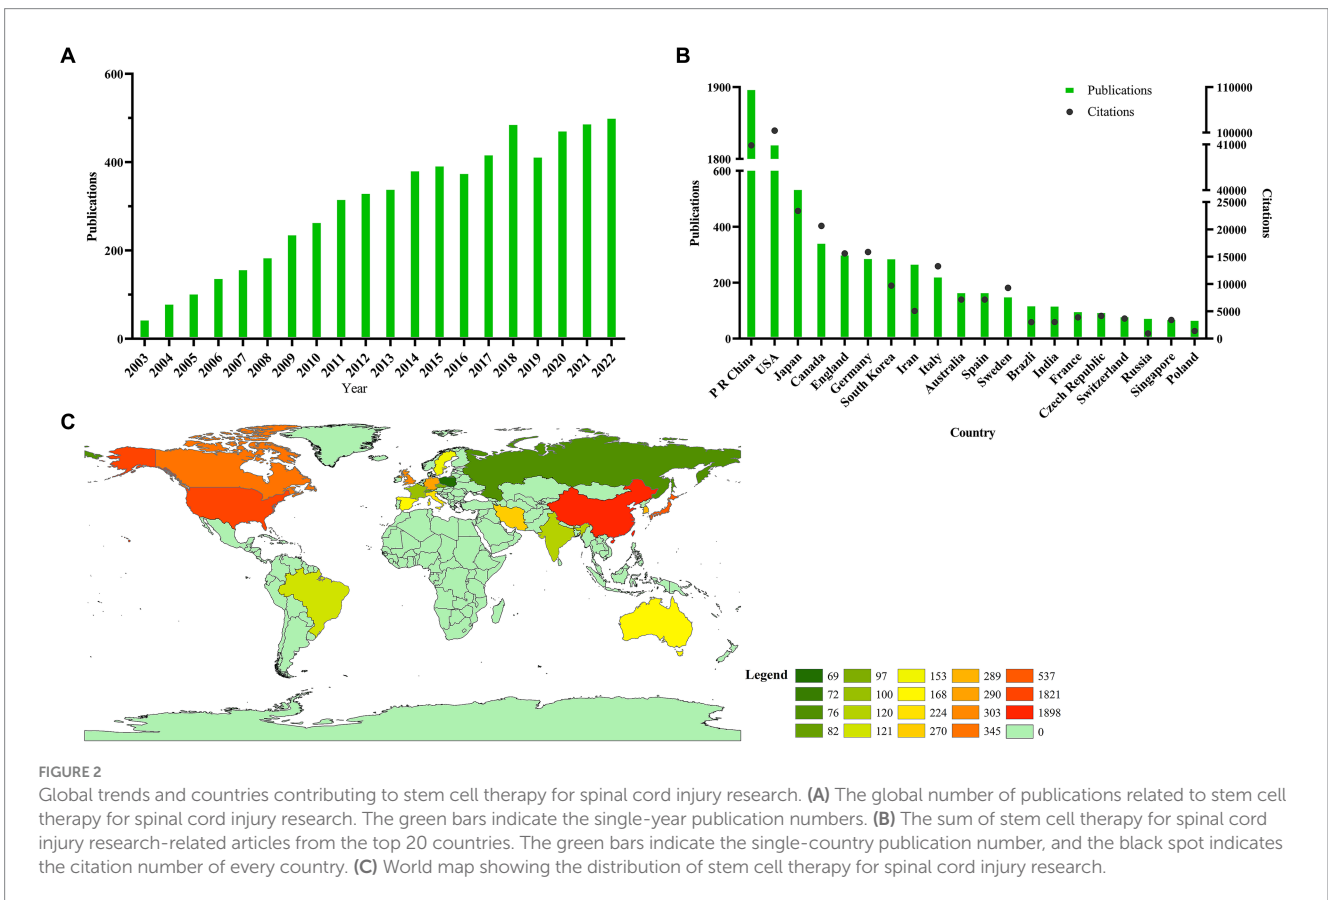 A
600
400
200
0
Publications
2003 2004 2005 2006 2007 2008 2009 2010 2011 2012 2013 2014 2015 2016 2017 2018 2019 2020 2021 2022
Year
B
1900
1800
600
400
200
0
Publications
Publications
Citations
110000
100000
41000
40000
25000
20000
15000
10000
5000
0
Citations
P R China USA Japan Canada England Germany South Korea Iran Italy Australia Spain Sweden Brazil India France Czech Republic Switzerland Russia Singapore Poland
Country
C
Legend
69 97 153 289 537
72 100 168 290 1821
76 120 224 303 1898
82 121 270 345 0
FIGURE 2
Global trends and countries contributing to stem cell therapy for spinal cord injury research. (A) The global number of publications related to stem cell
therapy for spinal cord injury research. The green bars indicate the single-year publication numbers. (B) The sum of stem cell therapy for spinal cord
injury research-related articles from the top 20 countries. The green bars indicate the single-country publication number, and the black spot indicates
the citation number of every country. (C) World map showing the distribution of stem cell therapy for spinal cord injury research.